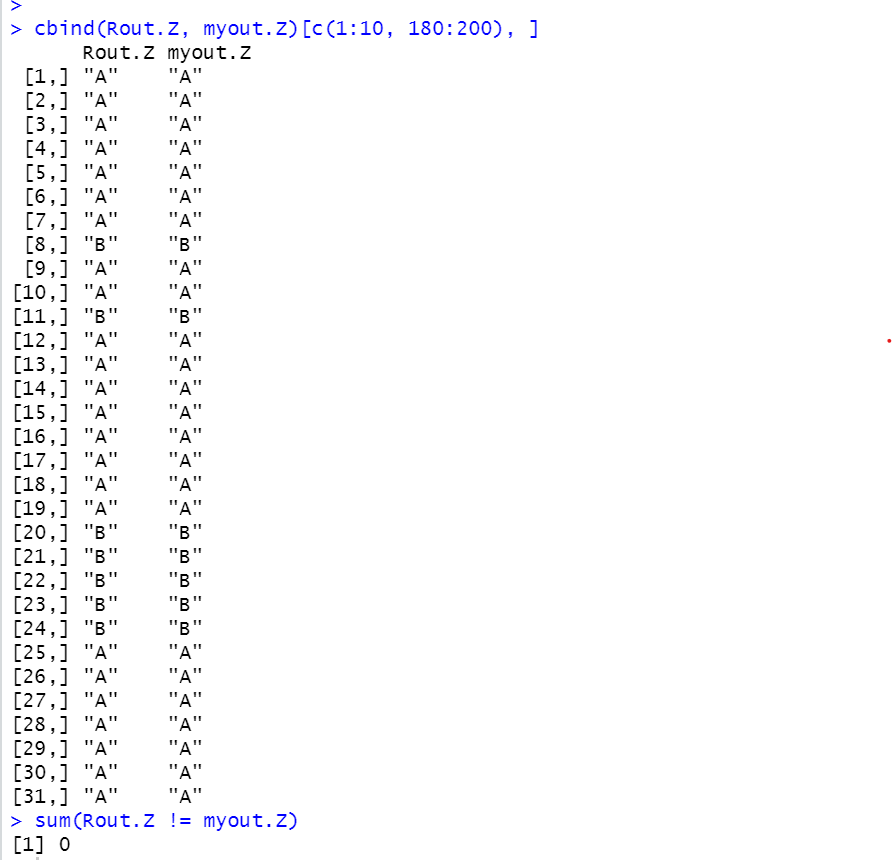 >
> cbind(Rout.Z, myout.Z)[c(1:10, 180:200), ]
      Rout.Z myout.Z
 [1,] "A"    "A"
 [2,] "A"    "A"
 [3,] "A"    "A"
 [4,] "A"    "A"
 [5,] "A"    "A"
 [6,] "A"    "A"
 [7,] "A"    "A"
 [8,] "B"    "B"
 [9,] "A"    "A"
[10,] "A"    "A"
[11,] "B"    "B"
[12,] "A"    "A"
[13,] "A"    "A"
[14,] "A"    "A"
[15,] "A"    "A"
[16,] "A"    "A"
[17,] "A"    "A"
[18,] "A"    "A"
[19,] "A"    "A"
[20,] "B"    "B"
[21,] "B"    "B"
[22,] "B"    "B"
[23,] "B"    "B"
[24,] "B"    "B"
[25,] "A"    "A"
[26,] "A"    "A"
[27,] "A"    "A"
[28,] "A"    "A"
[29,] "A"    "A"
[30,] "A"    "A"
[31,] "A"    "A"
> sum(Rout.Z != myout.Z)
[1] 0